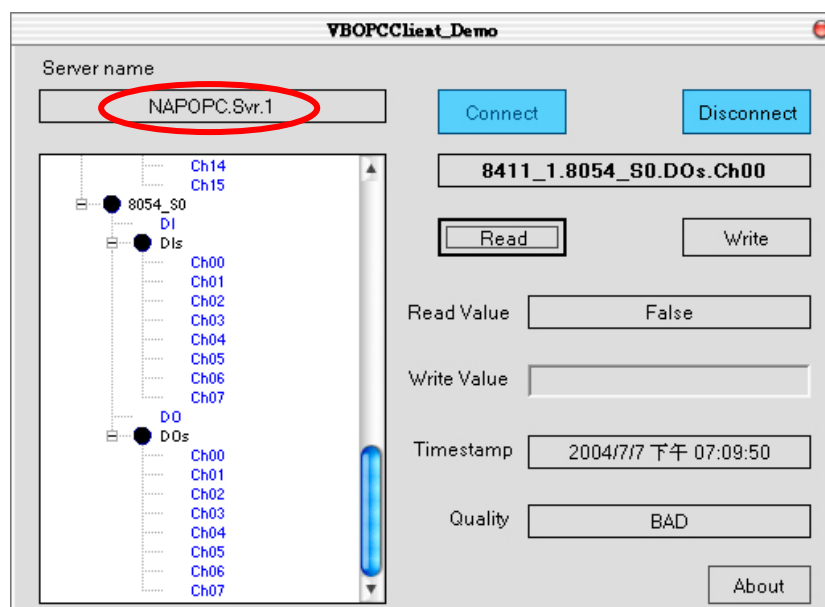 VBOPCClient_Demo
Server name
NAPOPC.Svr.1
Connect
Disconnect
Ch14
Ch15
8054_S0
DI
DIs
Ch00
Ch01
Ch02
Ch03
Ch04
Ch05
Ch06
Ch07
DO
DOs
Ch00
Ch01
Ch02
Ch03
Ch04
Ch05
Ch06
Ch07
8411_1.8054_S0.DOs.Ch00
Read
Write
Read Value
False
Write Value
Timestamp
2004/7/7 下午 07:09:50
Quality
BAD
About